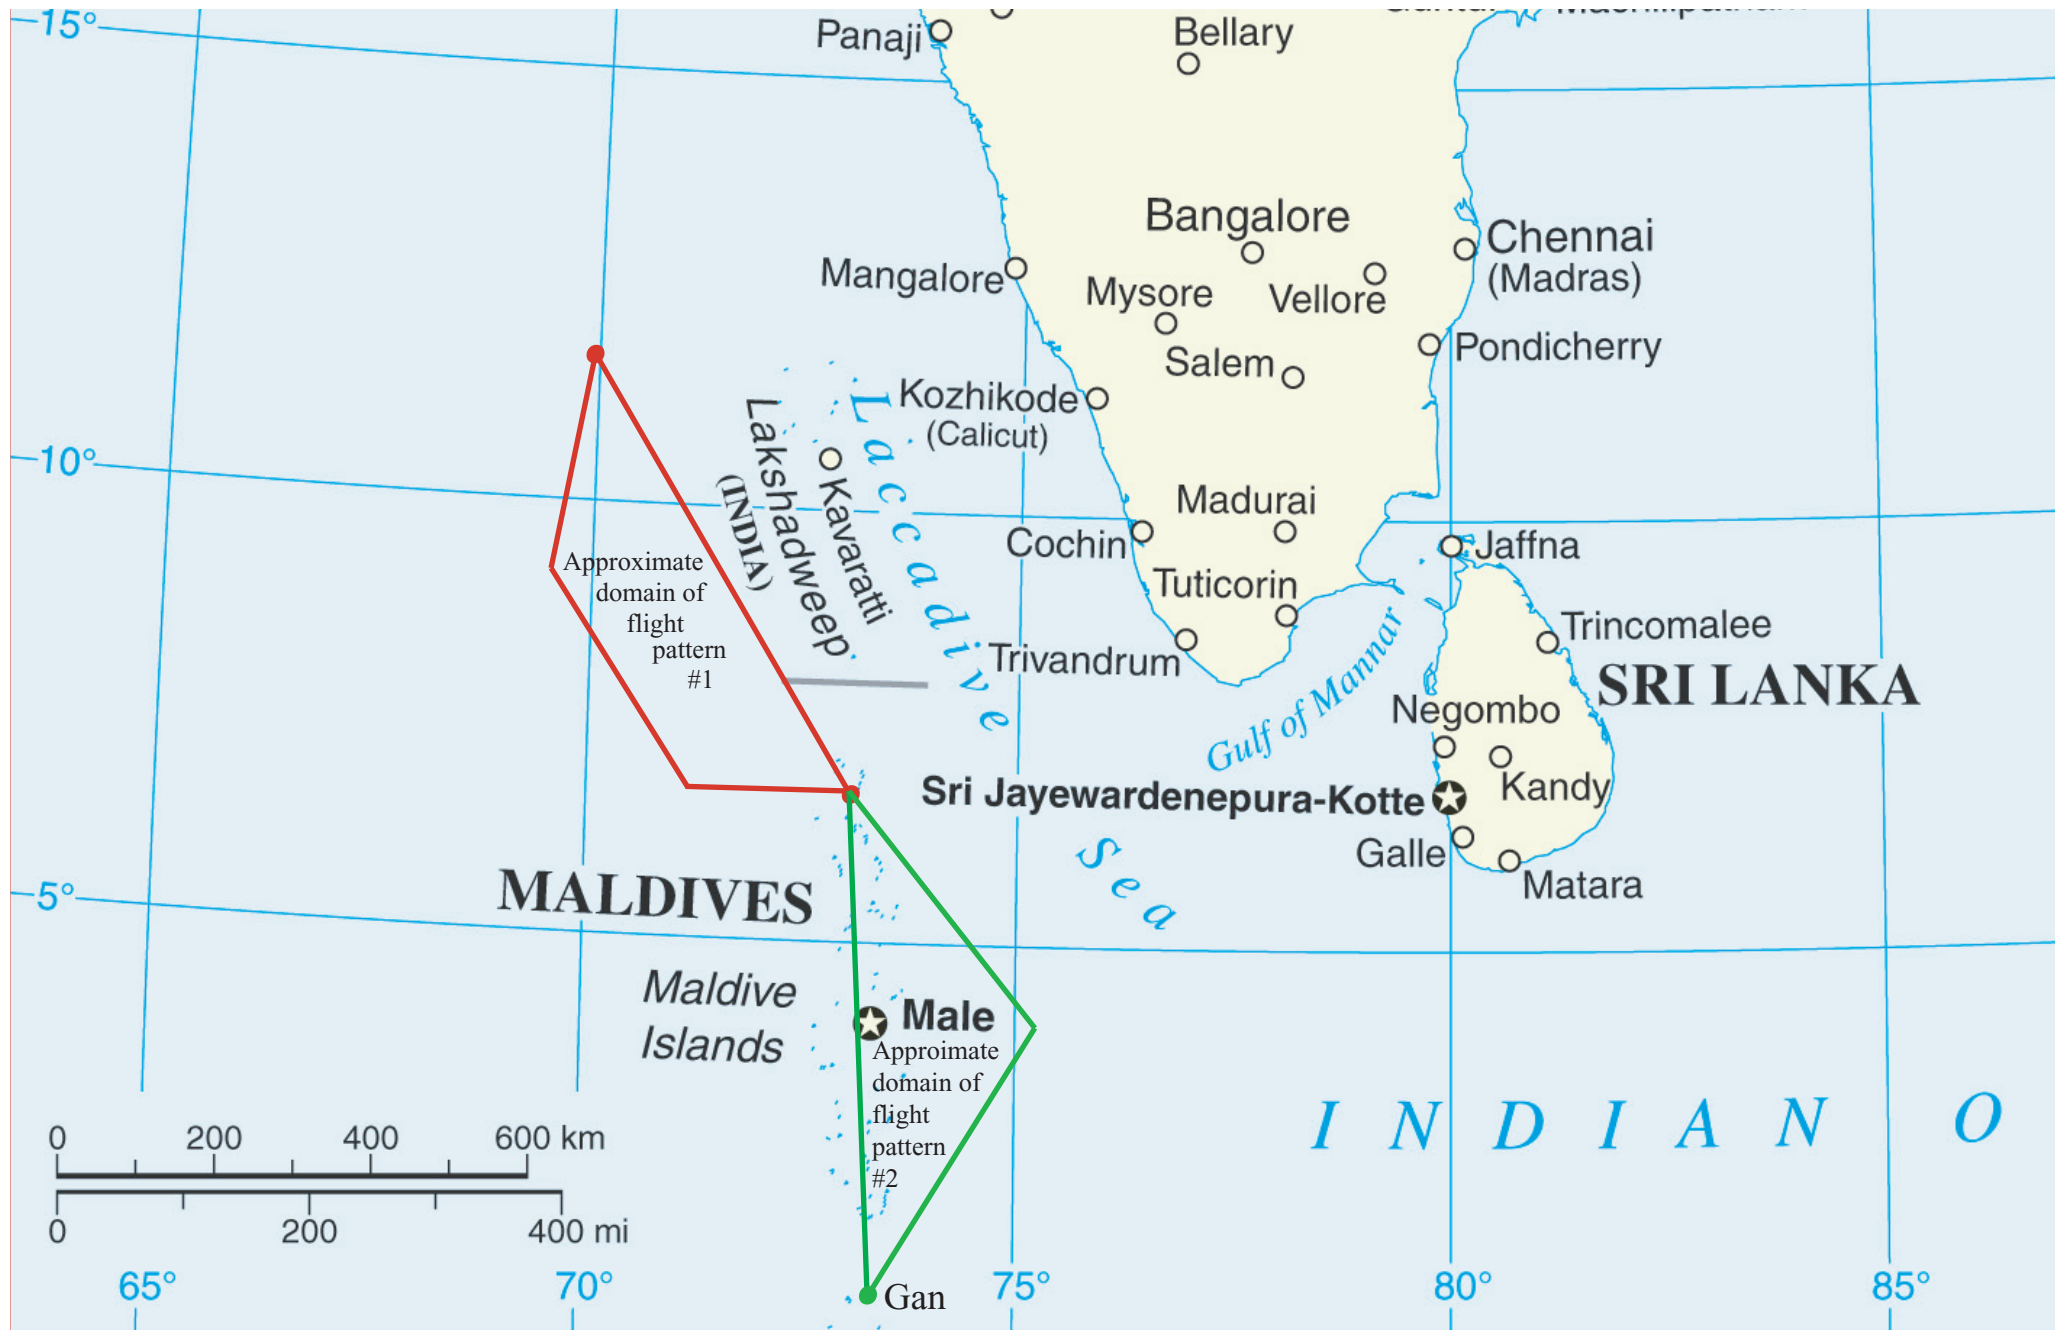 15°
Panaji
Bellary
Bangalore
Chennai
(Madras)
Mangalore
Mysore
Vellore
Pondicherry
Salem
Kozhikode
(Calicut)
Laccadive
Sea
Lakshadweep
(INDIA)
Kavaratti
10°
Madurai
Cochin
Jaffna
Tuticorin
Trivandrum
Trincomalee
SRI LANKA
Gulf of Mannar
Negombo
Kandy
Sri Jayewardenepura-Kotte
Galle
Matara
Approximate
domain of
flight
pattern
#1
5°
MALDIVES
Maldive
Islands
Male
Approimate
domain of
flight
pattern
#2
INDIAN O
0 200 400 600 km
0 200 400 mi
Gan
65° 70° 75° 80° 85°